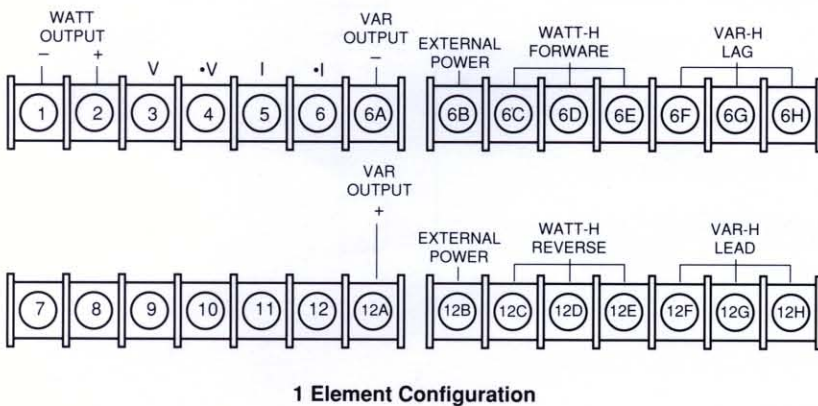 WATT
OUTPUT
VAR
OUTPUT
EXTERNAL
POWER
WATT-H
FORWARE
VAR-H
LAG
– + V •V I •I –
1 2 3 4 5 6 6A 6B 6C 6D 6E 6F 6G 6H
VAR
OUTPUT
+
EXTERNAL
POWER
WATT-H
REVERSE
VAR-H
LEAD
7 8 9 10 11 12 12A 12B 12C 12D 12E 12F 12G 12H
1 Element Configuration